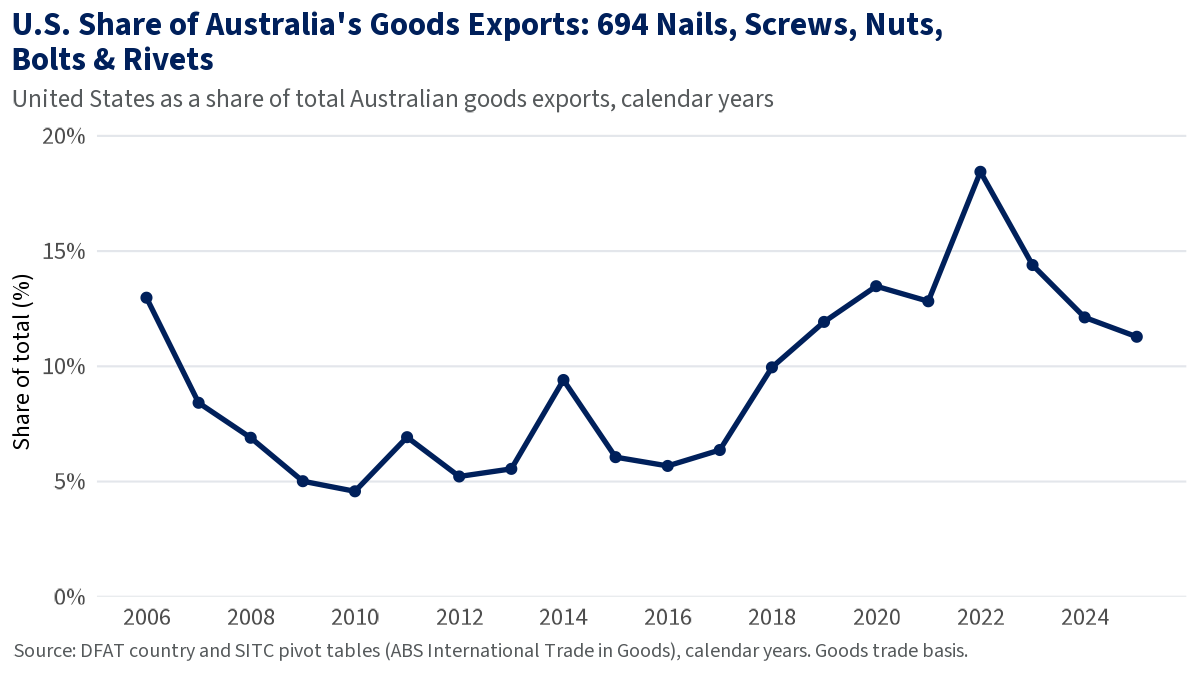 U.S. Share of Australia's Goods Exports: 694 Nails, Screws, Nuts,
Bolts & Rivets
United States as a share of total Australian goods exports, calendar years
Share of total (%)
20%
15%
10%
5%
0%
2006 2008 2010 2012 2014 2016 2018 2020 2022 2024
Source: DFAT country and SITC pivot tables (ABS International Trade in Goods), calendar years. Goods trade basis.